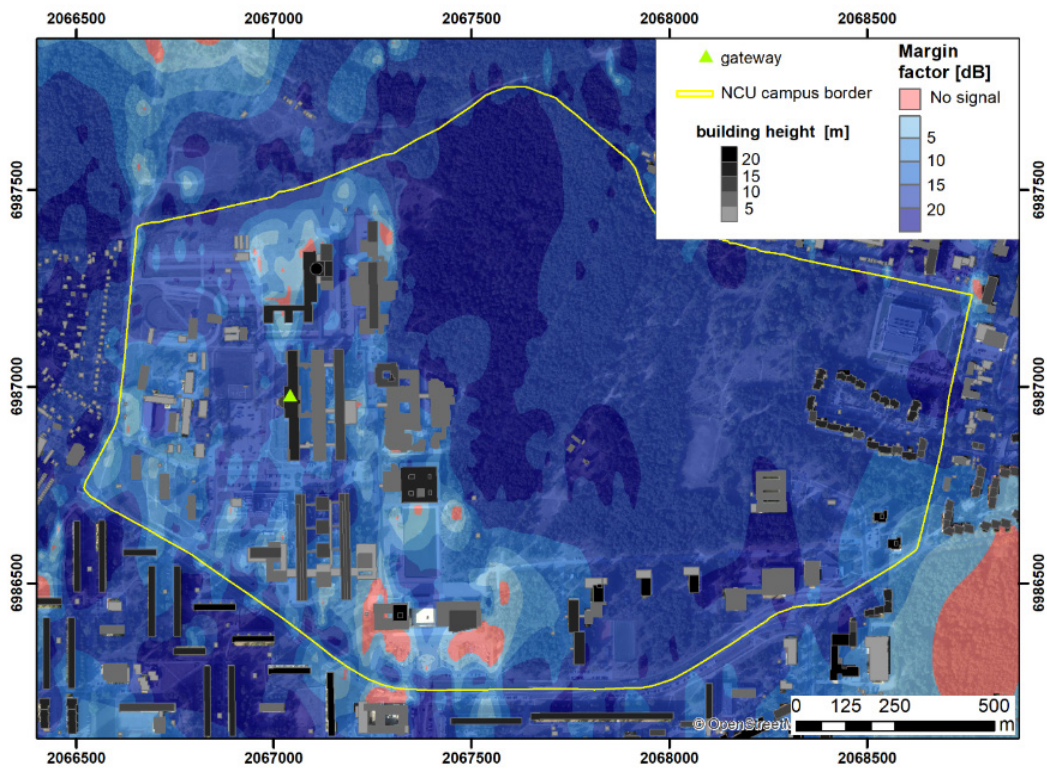 2066500 2067000 2067500 2068000 2068500
gateway
NCU campus border
building height [m]
20
15
10
5
Margin
factor [dB]
No signal
5
10
15
20
6987500 6987500
6987000 6987000
6986500 6986500
0 125 250 500
m
© OpenStreet
2066500 2067000 2067500 2068000 2068500